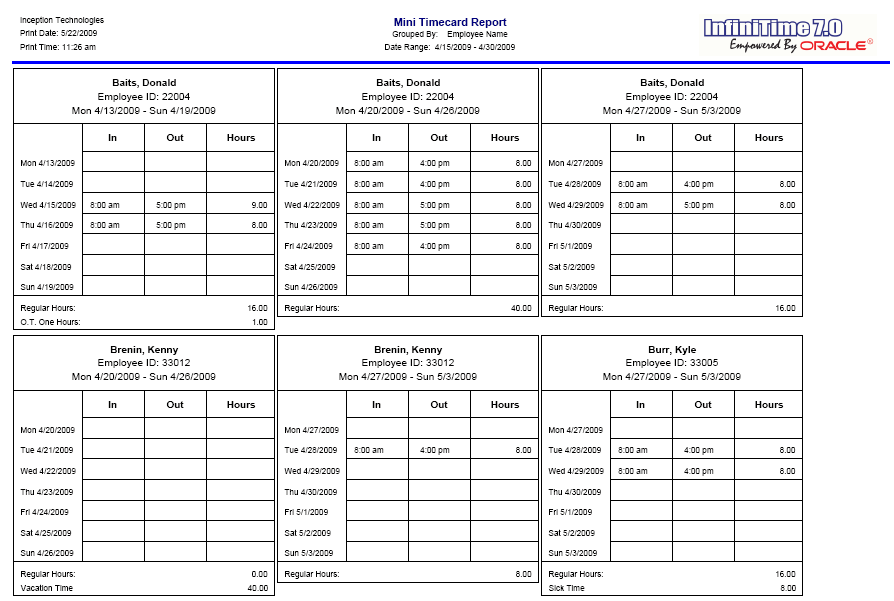 Inception Technologies
Print Date: 5/22/2009
Print Time: 11:26 am
Mini Timecard Report
Grouped By: Employee Name
Date Range: 4/15/2009 - 4/30/2009
InfiniTime 7.0
Empowered By ORACLE®
Baits, Donald
Employee ID: 22004
Mon 4/13/2009 - Sun 4/19/2009
In Out Hours
Mon 4/13/2009
Tue 4/14/2009
Wed 4/15/2009 8:00 am 5:00 pm 9.00
Thu 4/16/2009 8:00 am 5:00 pm 8.00
Fri 4/17/2009
Sat 4/18/2009
Sun 4/19/2009
Regular Hours: 16.00
O.T. One Hours: 1.00
Baits, Donald
Employee ID: 22004
Mon 4/20/2009 - Sun 4/26/2009
In Out Hours
Mon 4/20/2009 8:00 am 4:00 pm 8.00
Tue 4/21/2009 8:00 am 4:00 pm 8.00
Wed 4/22/2009 8:00 am 5:00 pm 8.00
Thu 4/23/2009 8:00 am 5:00 pm 8.00
Fri 4/24/2009 8:00 am 4:00 pm 8.00
Sat 4/25/2009
Sun 4/26/2009
Regular Hours: 40.00
Baits, Donald
Employee ID: 22004
Mon 4/27/2009 - Sun 5/3/2009
In Out Hours
Mon 4/27/2009
Tue 4/28/2009 8:00 am 4:00 pm 8.00
Wed 4/29/2009 8:00 am 5:00 pm 8.00
Thu 4/30/2009
Fri 5/1/2009
Sat 5/2/2009
Sun 5/3/2009
Regular Hours: 16.00
Brenin, Kenny
Employee ID: 33012
Mon 4/20/2009 - Sun 4/26/2009
In Out Hours
Mon 4/20/2009
Tue 4/21/2009
Wed 4/22/2009
Thu 4/23/2009
Fri 4/24/2009
Sat 4/25/2009
Sun 4/26/2009
Regular Hours: 0.00
Vacation Time 40.00
Brenin, Kenny
Employee ID: 33012
Mon 4/27/2009 - Sun 5/3/2009
In Out Hours
Mon 4/27/2009
Tue 4/28/2009 8:00 am 4:00 pm 8.00
Wed 4/29/2009
Thu 4/30/2009
Fri 5/1/2009
Sat 5/2/2009
Sun 5/3/2009
Regular Hours: 8.00
Burr, Kyle
Employee ID: 33005
Mon 4/27/2009 - Sun 5/3/2009
In Out Hours
Mon 4/27/2009
Tue 4/28/2009 8:00 am 4:00 pm 8.00
Wed 4/29/2009 8:00 am 4:00 pm 8.00
Thu 4/30/2009
Fri 5/1/2009
Sat 5/2/2009
Sun 5/3/2009
Regular Hours: 16.00
Sick Time 8.00